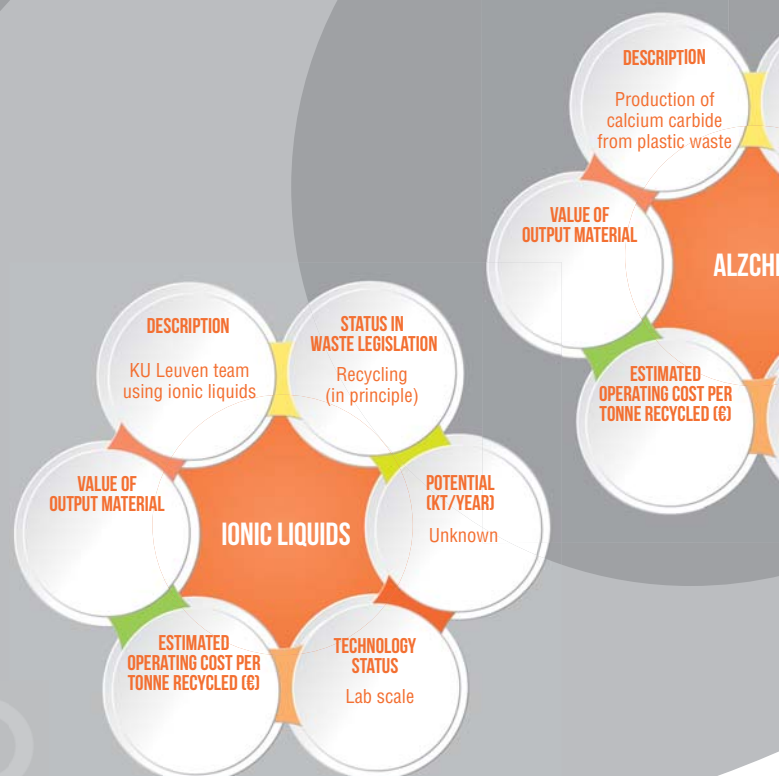 DESCRIPTION
Production of
calcium carbide
from plastic waste
VALUE OF
OUTPUT MATERIAL
ALZCHE
ESTIMATED
OPERATING COST PER
TONNE RECYCLED (€)
DESCRIPTION
KU Leuven team
using ionic liquids
STATUS IN
WASTE LEGISLATION
Recycling
(in principle)
VALUE OF
OUTPUT MATERIAL
IONIC LIQUIDS
POTENTIAL
(KT/YEAR)
Unknown
ESTIMATED
OPERATING COST PER
TONNE RECYCLED (€)
TECHNOLOGY
STATUS
Lab scale